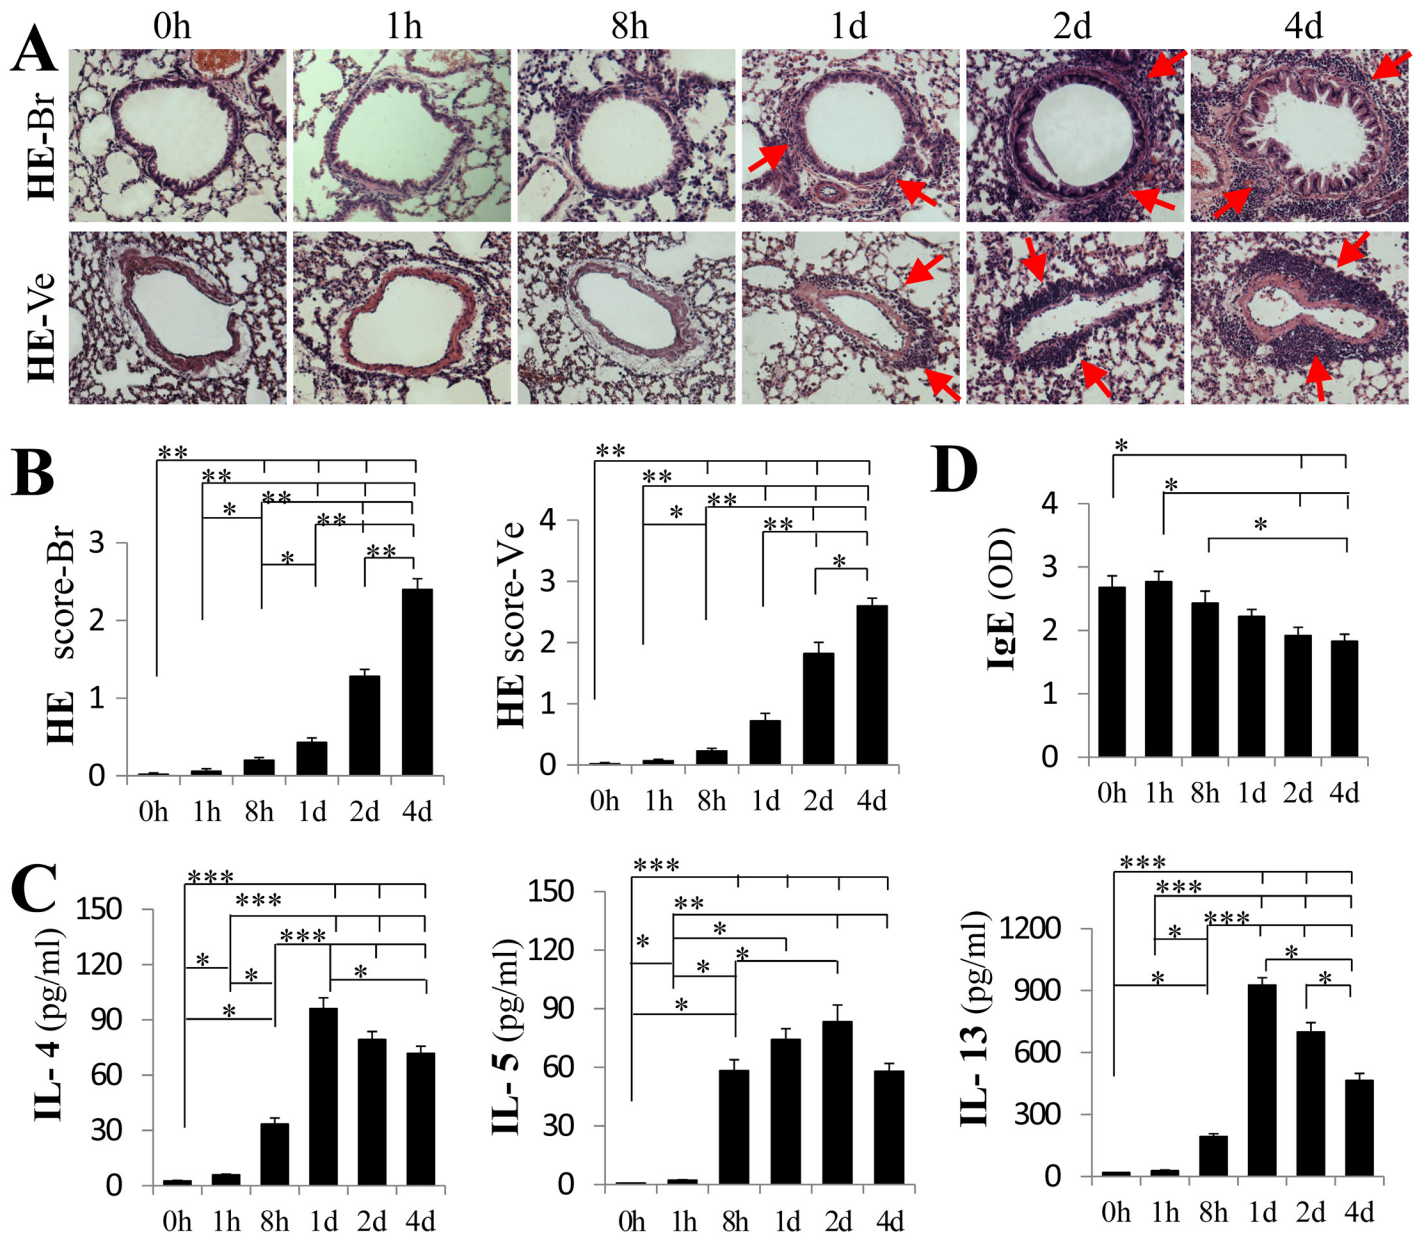 A
0h 1h 8h 1d 2d 4d
HE-Br
HE-Ve
B
HE score-Br
** ** * ** * ** **
3
2
1
0
0h 1h 8h 1d 2d 4d
HE score-Ve
** ** * ** ** *
4
3
2
1
0
0h 1h 8h 1d 2d 4d
D
IgE (OD)
* * *
4
3
2
1
0
0h 1h 8h 1d 2d 4d
C
IL-4 (pg/ml)
*** *** *** * * * *
150
120
90
60
30
0
0h 1h 8h 1d 2d 4d
IL-5 (pg/ml)
*** ** * * * * *
150
120
90
60
30
0
0h 1h 8h 1d 2d 4d
IL-13 (pg/ml)
*** *** *** * * * *
1200
900
600
300
0
0h 1h 8h 1d 2d 4d